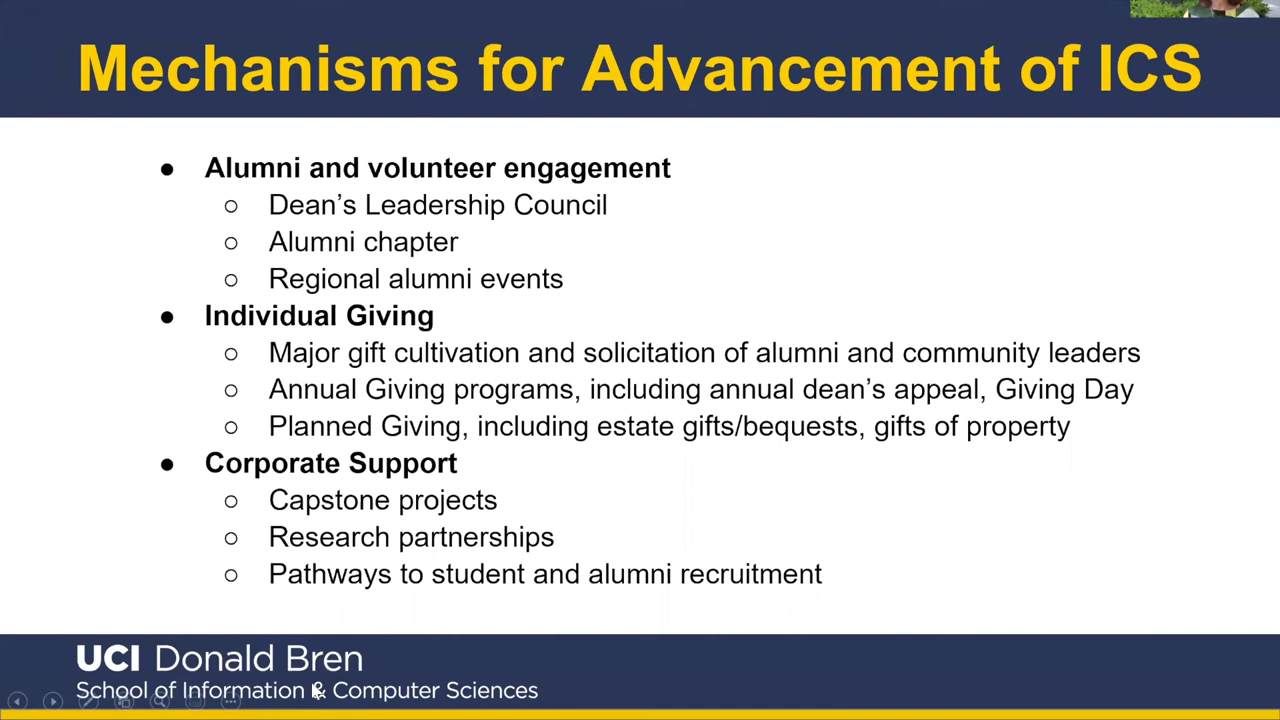 Mechanisms for Advancement of ICS
● Alumni and volunteer engagement
○ Dean’s Leadership Council
○ Alumni chapter
○ Regional alumni events
● Individual Giving
○ Major gift cultivation and solicitation of alumni and community leaders
○ Annual Giving programs, including annual dean’s appeal, Giving Day
○ Planned Giving, including estate gifts/bequests, gifts of property
● Corporate Support
○ Capstone projects
○ Research partnerships
○ Pathways to student and alumni recruitment
UCI Donald Bren
School of Information & Computer Sciences